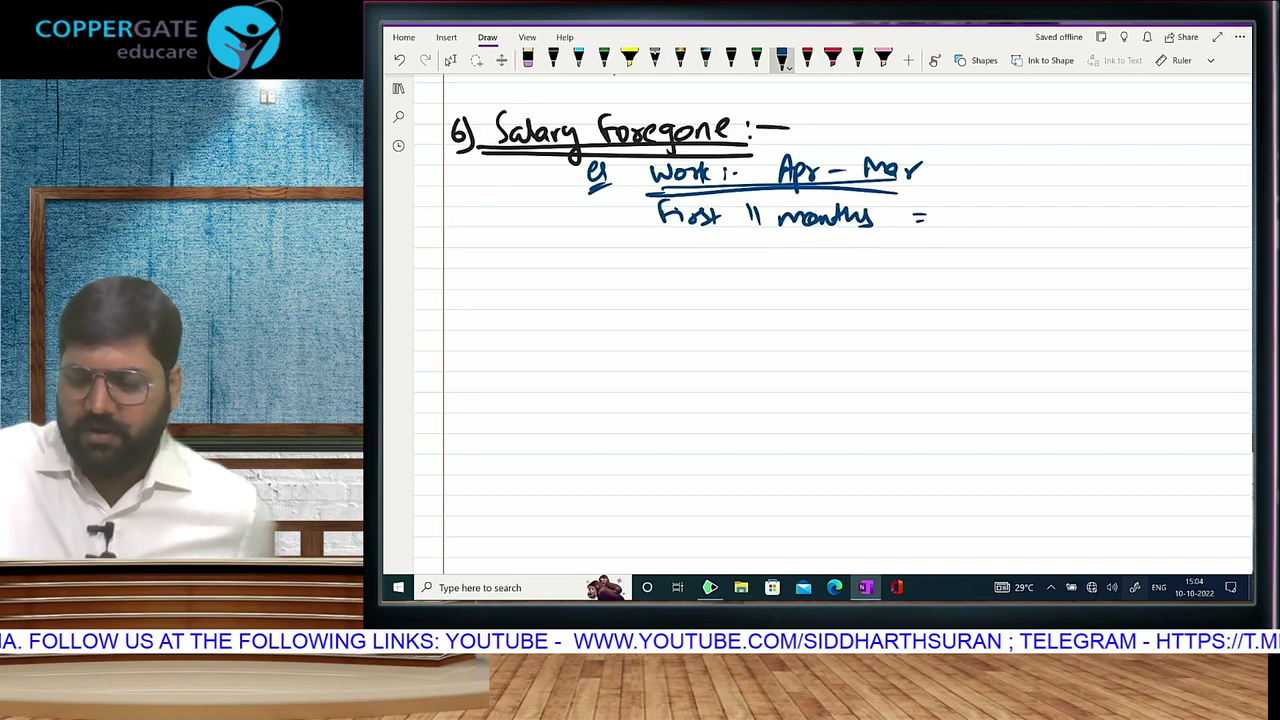 COPPERGATE
educare
Home Insert Draw View Help
Saved offline
Share
Shapes
Ink to Shape
Ink to Text
Ruler
6) Salary Foregone :-
eg Work :- Apr - Mar
First 11 months =
Type here to search
29°C
ENG
15:04
10-10-2022
A. FOLLOW US AT THE FOLLOWING LINKS: YOUTUBE - WWW.YOUTUBE.COM/SIDDHARTHSURAN ; TELEGRAM - HTTPS://T.M